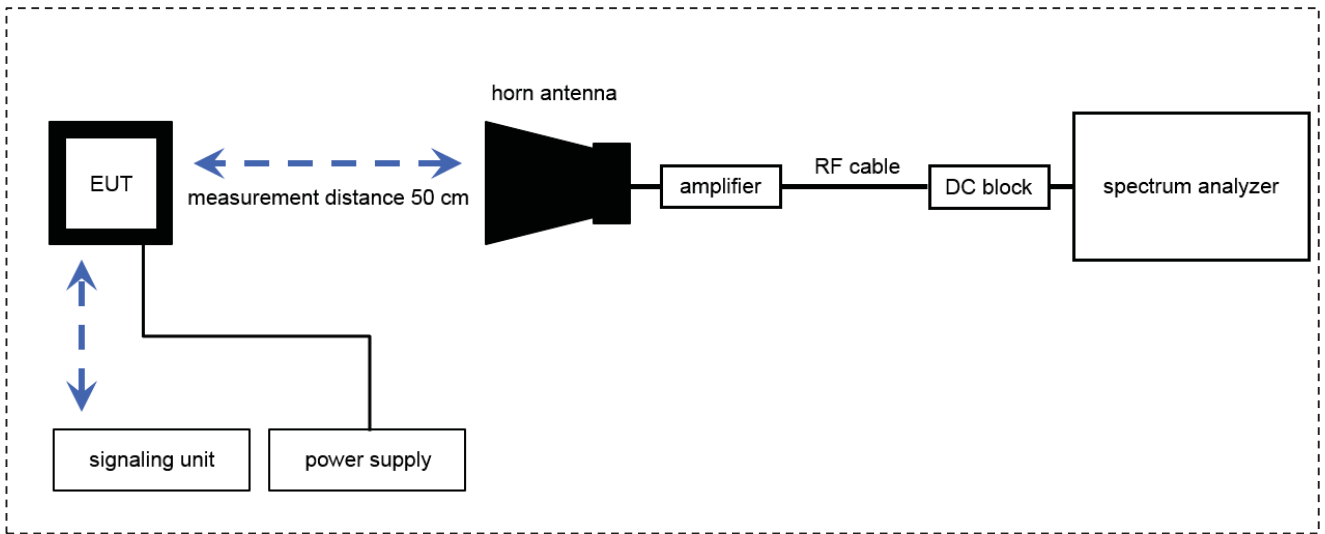 horn antenna
EUT
measurement distance 50 cm
amplifier
RF cable
DC block
spectrum analyzer
signaling unit
power supply